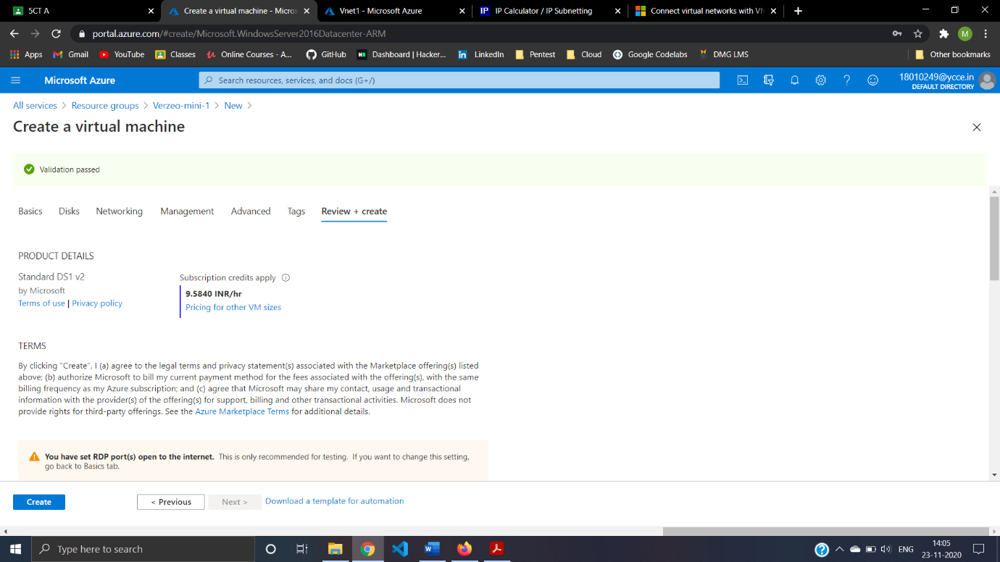 5CT A
Create a virtual machine - Micros
Vnet1 - Microsoft Azure
IP
IP Calculator / IP Subnetting
Connect virtual networks with VN
portal.azure.com/#create/Microsoft.WindowsServer2016Datacenter-ARM
M
Apps
Gmail
YouTube
Classes
Online Courses - A...
GitHub
Dashboard | Hacker...
LinkedIn
Pentest
Cloud
Google Codelabs
DMG LMS
Other bookmarks
Microsoft Azure
Search resources, services, and docs (G+/)
18010249@ycce.in
DEFAULT DIRECTORY
All services > Resource groups > Verzeo-mini-1 > New >
Create a virtual machine
Validation passed
Basics
Disks
Networking
Management
Advanced
Tags
Review + create
PRODUCT DETAILS
Standard DS1 v2
by Microsoft
Terms of use | Privacy policy
Subscription credits apply
9.5840 INR/hr
Pricing for other VM sizes
TERMS
By clicking "Create", I (a) agree to the legal terms and privacy statement(s) associated with the Marketplace offering(s) listed
above; (b) authorize Microsoft to bill my current payment method for the fees associated with the offering(s), with the same
billing frequency as my Azure subscription; and (c) agree that Microsoft may share my contact, usage and transactional
information with the provider(s) of the offering(s) for support, billing and other transactional activities. Microsoft does not
provide rights for third-party offerings. See the Azure Marketplace Terms for additional details.
You have set RDP port(s) open to the internet. This is only recommended for testing. If you want to change this setting,
go back to Basics tab.
Create
< Previous
Next >
Download a template for automation
Type here to search
ENG
14:05
23-11-2020